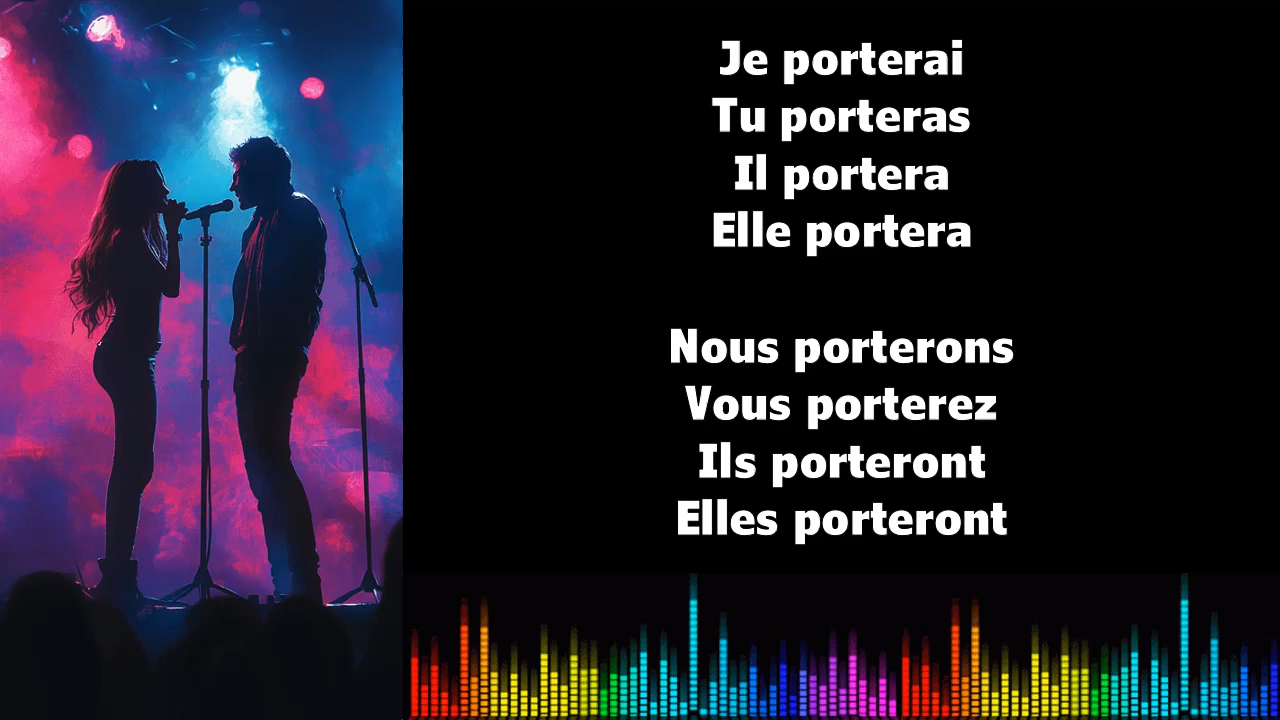 Je porterai
Tu porteras
Il portera
Elle portera
Nous porterons
Vous porterez
Ils porteront
Elles porteront